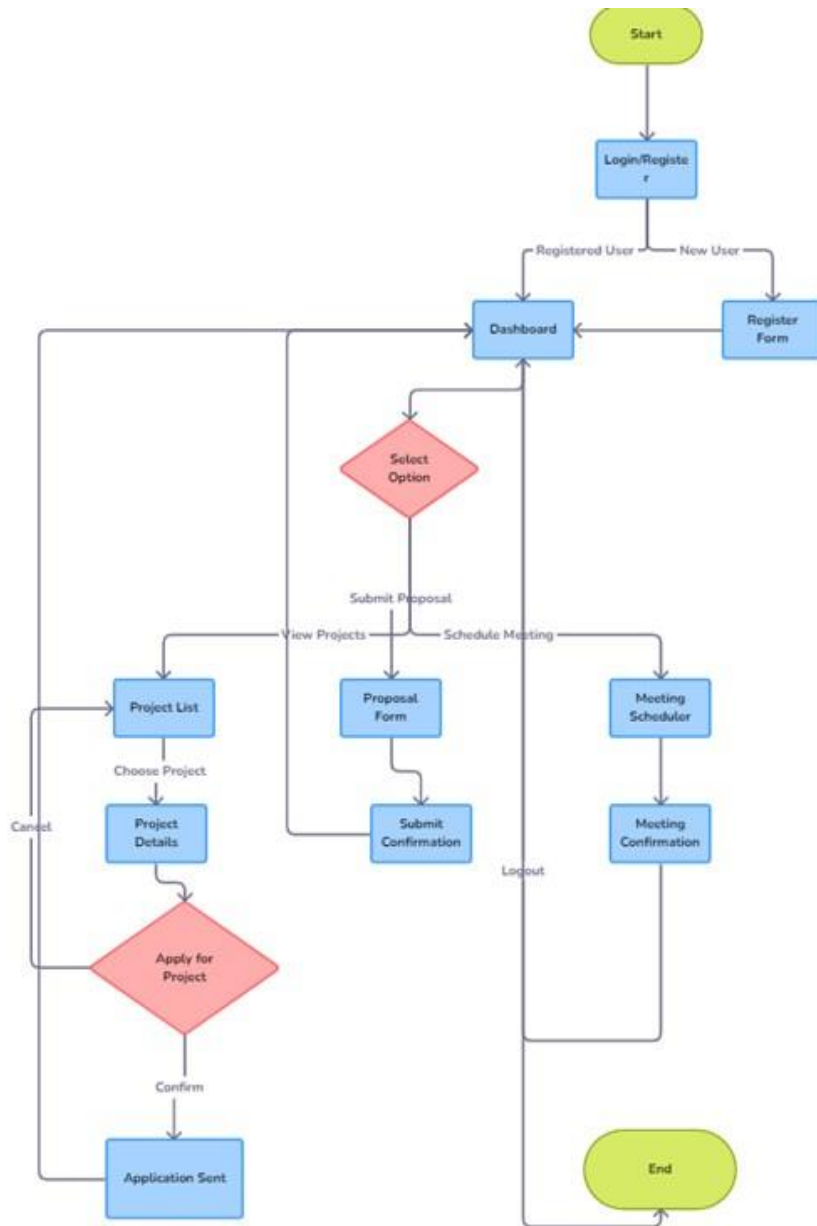 Start
Login/Registe
r
Registered User
New User
Dashboard
Register
Form
Select
Option
Submit Proposal
View Projects
Schedule Meeting
Project List
Proposal
Form
Meeting
Scheduler
Choose Project
Cancel
Project
Details
Submit
Confirmation
Meeting
Confirmation
Logout
Apply for
Project
Confirm
Application Sent
End